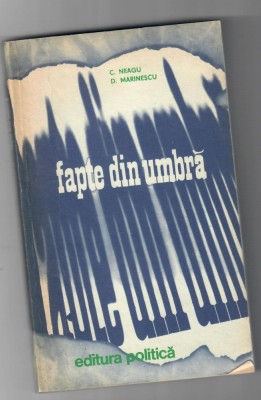 C. NEAGU
D. MARINESCU
fapte din umbră
editura politică